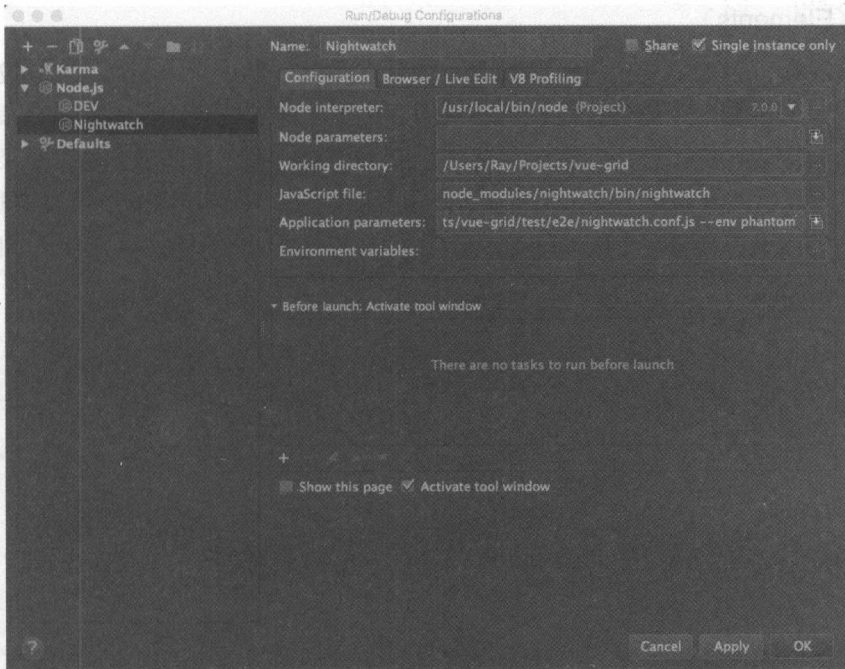 Run/Debug Configurations
Name: Nightwatch Share Single instance only
Karma
Node.js
DEV
Nightwatch
Defaults
Configuration Browser / Live Edit V8 Profiling
Node interpreter: /usr/local/bin/node (Project) 7.0.0
Node parameters:
Working directory: /Users/Ray/Projects/vue-grid
JavaScript file: node_modules/nightwatch/bin/nightwatch
Application parameters: ts/vue-grid/test/e2e/nightwatch.conf.js --env phantom
Environment variables:
Before launch: Activate tool window
There are no tasks to run before launch
Show this page Activate tool window
? Cancel Apply OK